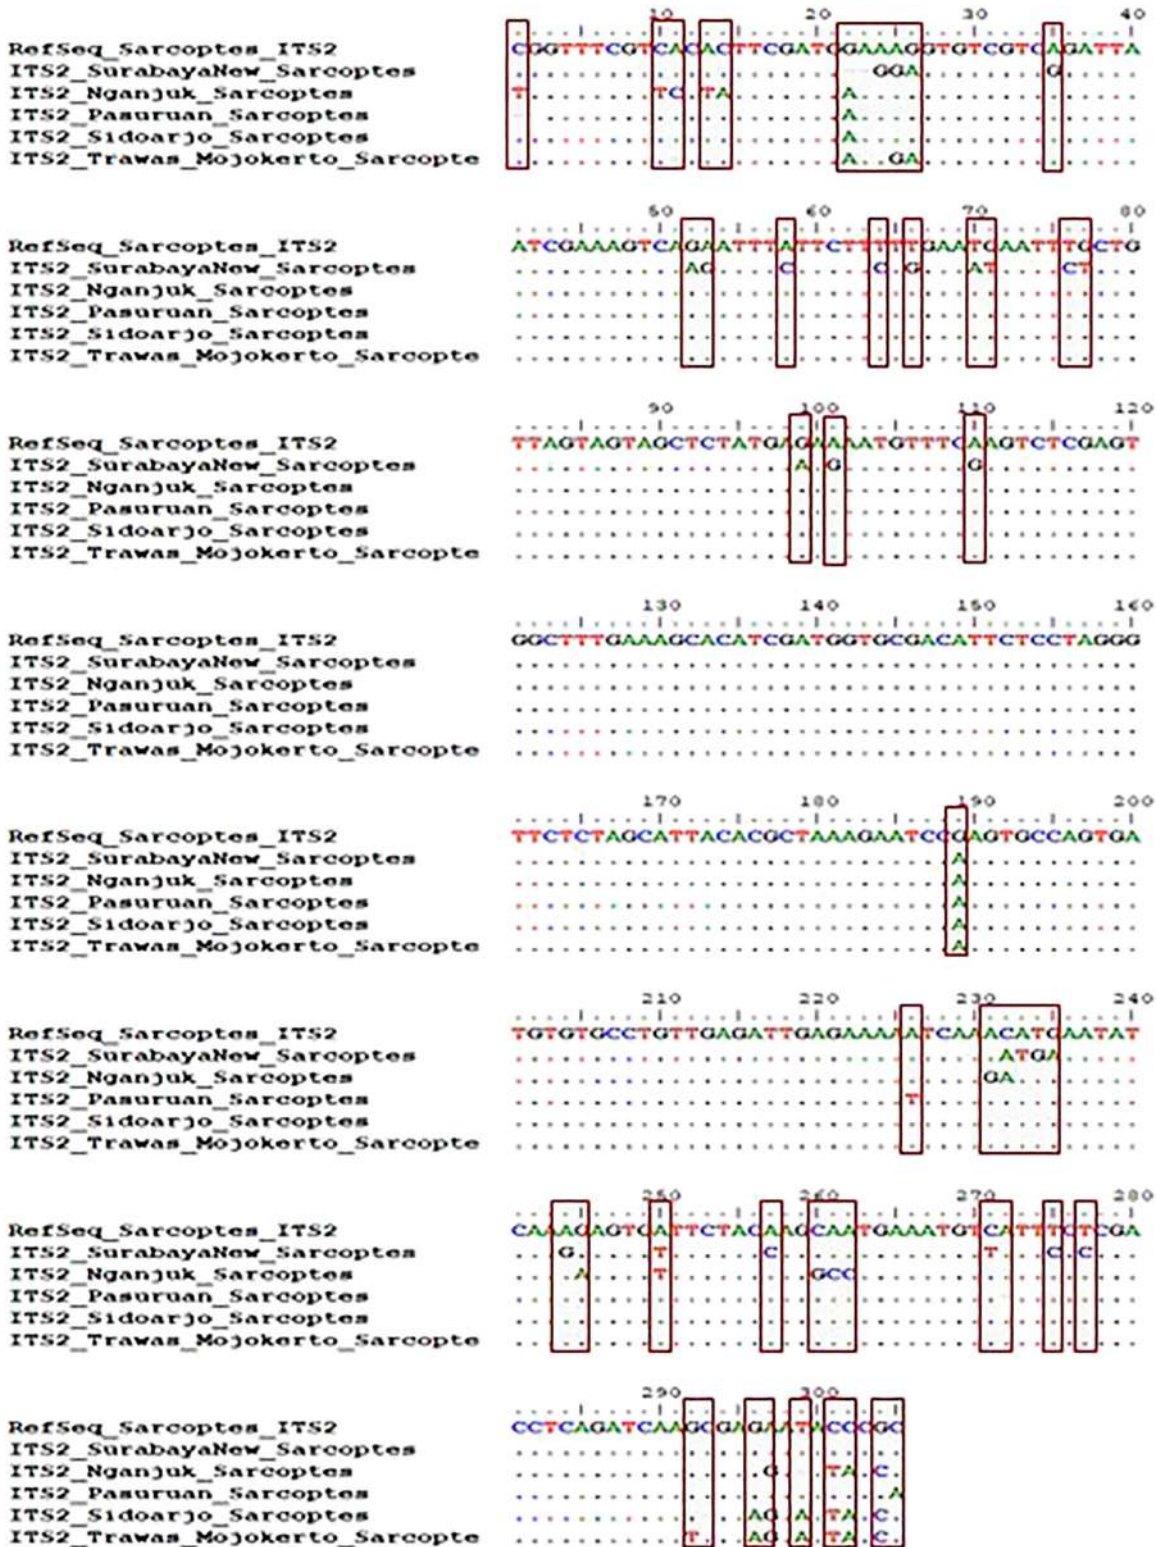 10 20 30 40
RefSeq_Sarcoptes_ITS2 CGGTTTCGTCACACTTCGATGGAAAGGTGTCGTCAGATTA
ITS2_SurabayaNew_Sarcoptes .......................GGA........G.....
ITS2_Nganjuk_Sarcoptes T........TC.TA.......A..................
ITS2_Pasuruan_Sarcoptes .....................A..................
ITS2_Sidoarjo_Sarcoptes .....................A..................
ITS2_Trawas_Mojokerto_Sarcopte .....................A..GA..............
50 60 70 80
RefSeq_Sarcoptes_ITS2 ATCGAAAGTCAGAATTTATTCTTTTTGAATGAATTTGCTG
ITS2_SurabayaNew_Sarcoptes ...........AG....C.....C.G...AT....CT...
ITS2_Nganjuk_Sarcoptes ........................................
ITS2_Pasuruan_Sarcoptes ........................................
ITS2_Sidoarjo_Sarcoptes ........................................
ITS2_Trawas_Mojokerto_Sarcopte ........................................
90 100 110 120
RefSeq_Sarcoptes_ITS2 TTAGTAGTAGCTCTATGAGAAAATGTTTCAAGTCTCGAGT
ITS2_SurabayaNew_Sarcoptes ..................A.G........G..........
ITS2_Nganjuk_Sarcoptes ........................................
ITS2_Pasuruan_Sarcoptes ........................................
ITS2_Sidoarjo_Sarcoptes ........................................
ITS2_Trawas_Mojokerto_Sarcopte ........................................
130 140 150 160
RefSeq_Sarcoptes_ITS2 GGCTTTGAAAGCACATCGATGGTGCGACATTCTCCTAGGG
ITS2_SurabayaNew_Sarcoptes ........................................
ITS2_Nganjuk_Sarcoptes ........................................
ITS2_Pasuruan_Sarcoptes ........................................
ITS2_Sidoarjo_Sarcoptes ........................................
ITS2_Trawas_Mojokerto_Sarcopte ........................................
170 180 190 200
RefSeq_Sarcoptes_ITS2 TTCTCTAGCATTACACGCTAAAGAATCCGAGTGCCAGTGA
ITS2_SurabayaNew_Sarcoptes ............................A...........
ITS2_Nganjuk_Sarcoptes ............................A...........
ITS2_Pasuruan_Sarcoptes ............................A...........
ITS2_Sidoarjo_Sarcoptes ............................A...........
ITS2_Trawas_Mojokerto_Sarcopte ............................A...........
210 220 230 240
RefSeq_Sarcoptes_ITS2 TGTGTGCCTGTTGAGATTGAGAAAAATCAAACATGAATAT
ITS2_SurabayaNew_Sarcoptes ...............................ATGA.....
ITS2_Nganjuk_Sarcoptes ..............................GA........
ITS2_Pasuruan_Sarcoptes .........................T..............
ITS2_Sidoarjo_Sarcoptes ........................................
ITS2_Trawas_Mojokerto_Sarcopte ........................................
250 260 270 280
RefSeq_Sarcoptes_ITS2 CAAAGAGTGATTCTACAAGCAATGAAATGTCATTTCTCGA
ITS2_SurabayaNew_Sarcoptes ...G.....T......C.............T...C.C...
ITS2_Nganjuk_Sarcoptes ....A....T.........GCC..................
ITS2_Pasuruan_Sarcoptes ........................................
ITS2_Sidoarjo_Sarcoptes ........................................
ITS2_Trawas_Mojokerto_Sarcopte ........................................
290 300
RefSeq_Sarcoptes_ITS2 CCTCAGATCAAGCGAGAATACCCGC
ITS2_SurabayaNew_Sarcoptes .........................
ITS2_Nganjuk_Sarcoptes ................G...TA.C.
ITS2_Pasuruan_Sarcoptes ........................A
ITS2_Sidoarjo_Sarcoptes ...............AG.A.TA.C.
ITS2_Trawas_Mojokerto_Sarcopte ...........T...AG.A.TA.C.